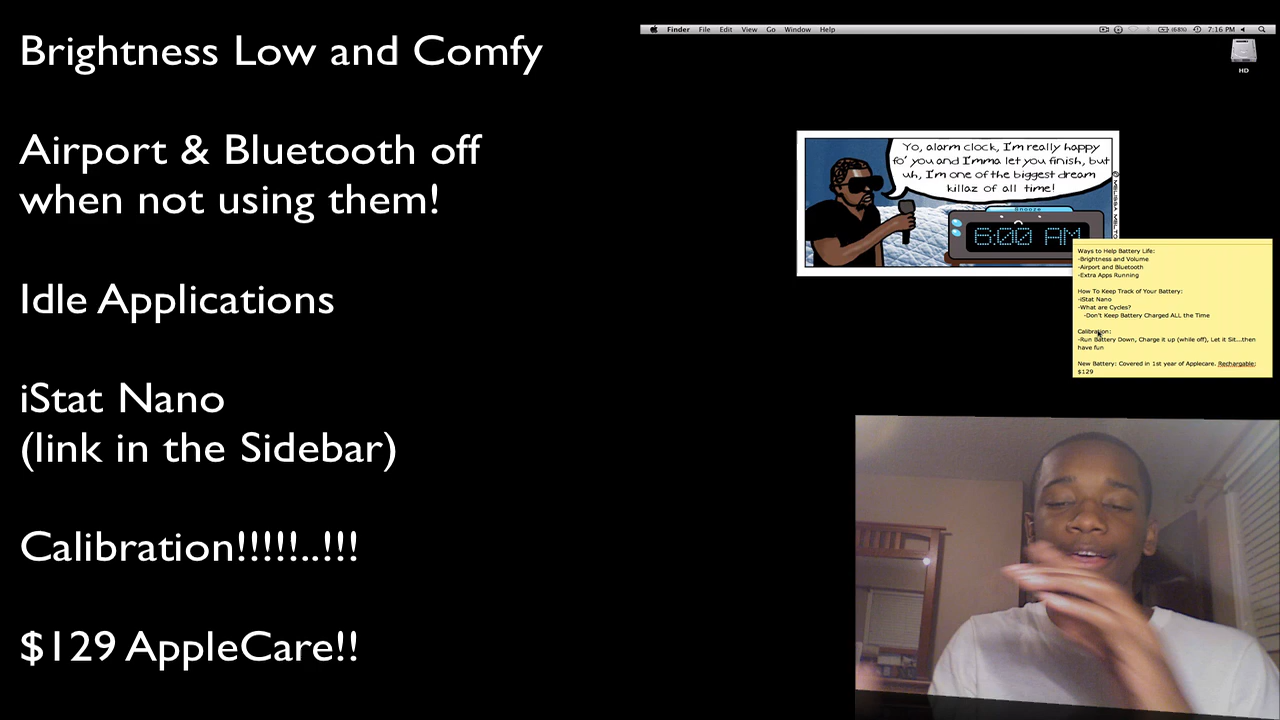 Brightness Low and Comfy
Airport & Bluetooth off
when not using them!
Idle Applications
iStat Nano
(link in the Sidebar)
Calibration!!!!!..!!!
$129 AppleCare!!
Finder File Edit View Go Window Help
(68%) 7:16 PM
HD
Yo, alarm clock, I'm really happy
fo' you and I'mma let you finish, but
uh, I'm one of the biggest dream
killaz of all time!
Snooze
6:00 AM
Ways to Help Battery Life:
-Brightness and Volume
-Airport and Bluetooth
-Extra Apps Running
How To Keep Track of Your Battery:
-iStat Nano
-What are Cycles?
-Don't Keep Battery Charged ALL the Time
Calibration:
-Run Battery Down, Charge it up (while off), Let it Sit...then
have fun
New Battery: Covered in 1st year of Applecare. Rechargable:
$129